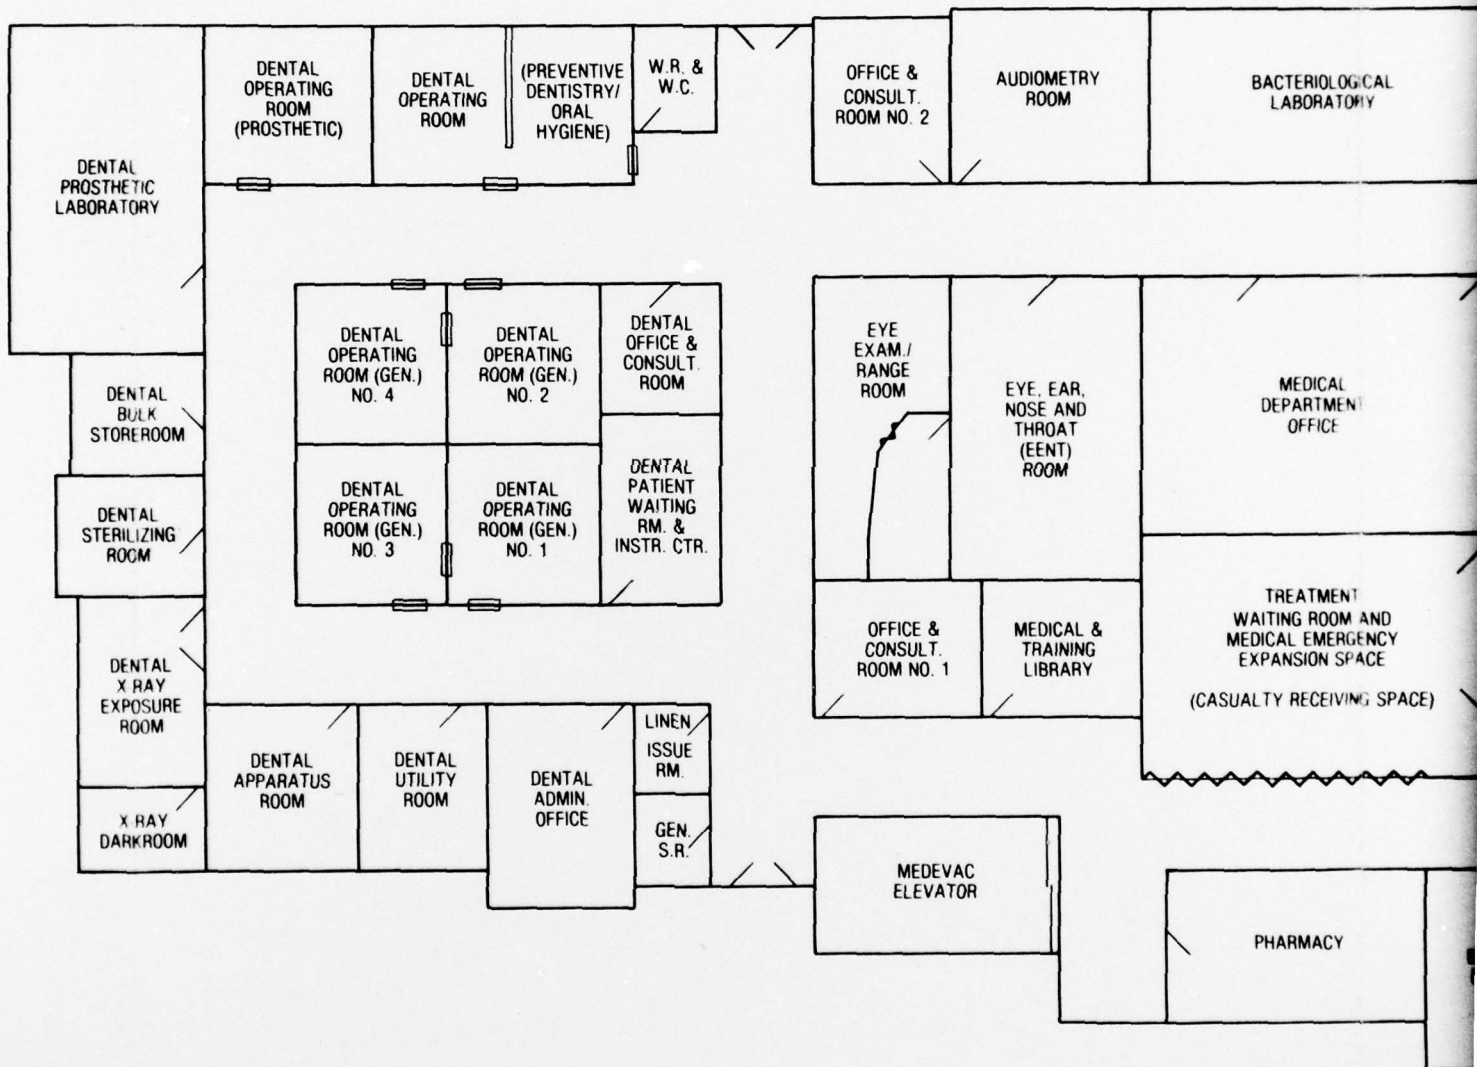 DENTAL
PROSTHETIC
LABORATORY
DENTAL
OPERATING
ROOM
(PROSTHETIC)
DENTAL
OPERATING
ROOM
(PREVENTIVE
DENTISTRY/
ORAL
HYGIENE)
W.R. &
W.C.
OFFICE &
CONSULT.
ROOM NO. 2
AUDIOMETRY
ROOM
BACTERIOLOGICAL
LABORATORY
DENTAL
BULK
STOREROOM
DENTAL
STERILIZING
ROOM
DENTAL
X RAY
EXPOSURE
ROOM
X RAY
DARKROOM
DENTAL
OPERATING
ROOM (GEN.)
NO. 4
DENTAL
OPERATING
ROOM (GEN.)
NO. 2
DENTAL
OFFICE &
CONSULT.
ROOM
DENTAL
OPERATING
ROOM (GEN.)
NO. 3
DENTAL
OPERATING
ROOM (GEN.)
NO. 1
DENTAL
PATIENT
WAITING
RM. &
INSTR. CTR.
EYE
EXAM./
RANGE
ROOM
EYE, EAR,
NOSE AND
THROAT
(EENT)
ROOM
MEDICAL
DEPARTMENT
OFFICE
OFFICE &
CONSULT.
ROOM NO. 1
MEDICAL &
TRAINING
LIBRARY
TREATMENT
WAITING ROOM AND
MEDICAL EMERGENCY
EXPANSION SPACE
(CASUALTY RECEIVING SPACE)
DENTAL
APPARATUS
ROOM
DENTAL
UTILITY
ROOM
DENTAL
ADMIN.
OFFICE
LINEN
ISSUE
RM.
GEN.
S.R.
MEDEVAC
ELEVATOR
PHARMACY